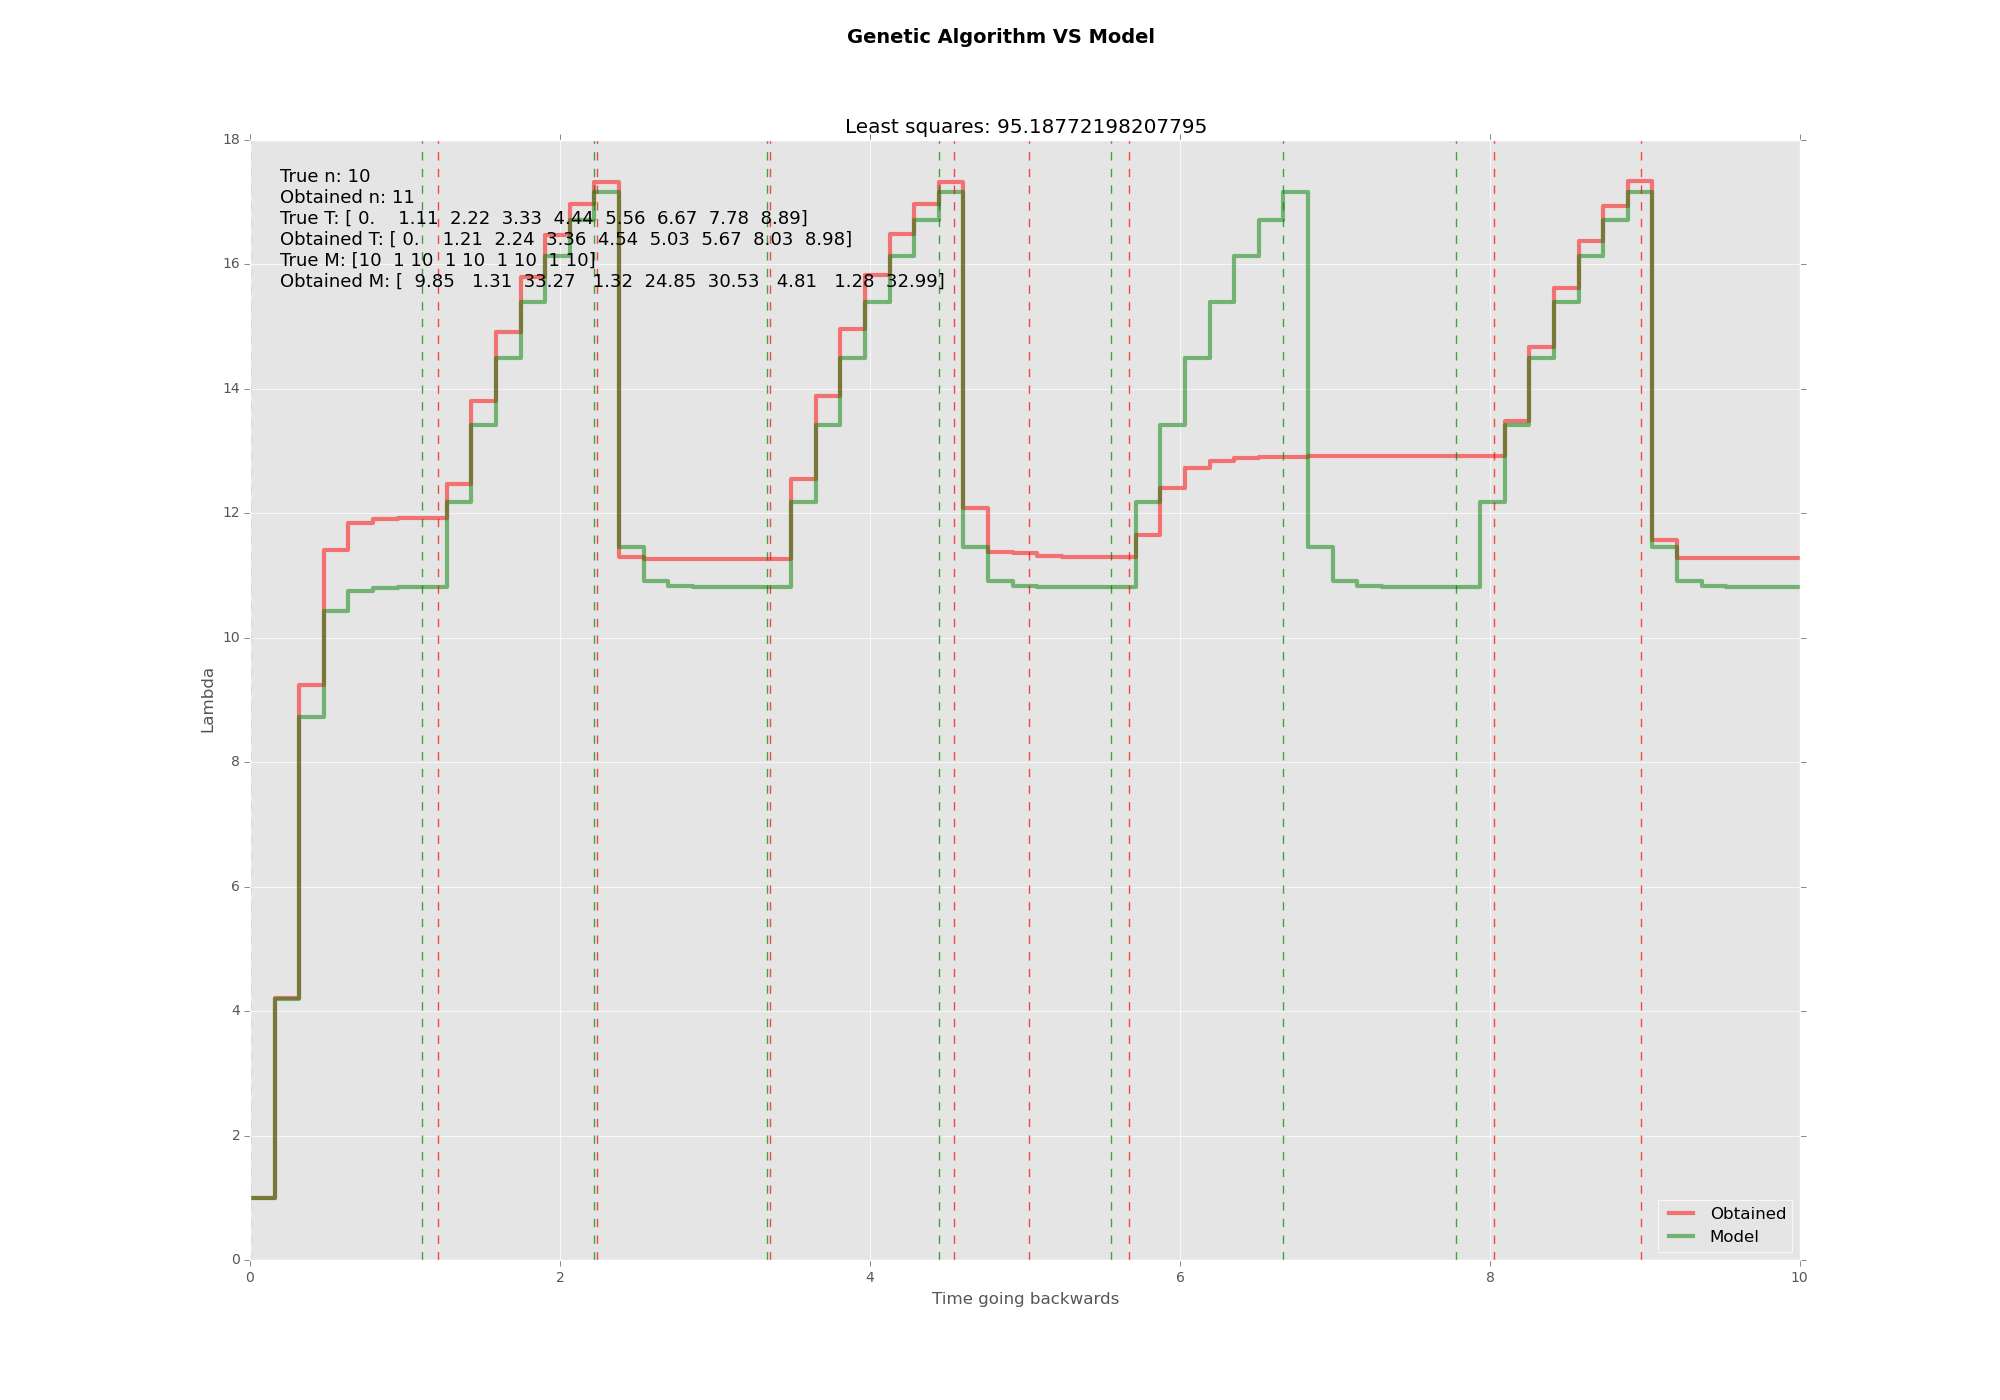 Genetic Algorithm VS Model
Least squares: 95.18772198207795
True n: 10
Obtained n: 11
True T: [ 0.    1.11  2.22  3.33  4.44  5.56  6.67  7.78  8.89]
Obtained T: [ 0.    1.21  2.24  3.36  4.54  5.03  5.67  8.03  8.98]
True M: [10  1 10  1 10  1 10  1 10]
Obtained M: [  9.85   1.31  33.27   1.32  24.85  30.53   4.81   1.28  32.99]
18
16
14
12
10
8
6
4
2
0
Lambda
0 2 4 6 8 10
Time going backwards
Obtained
Model